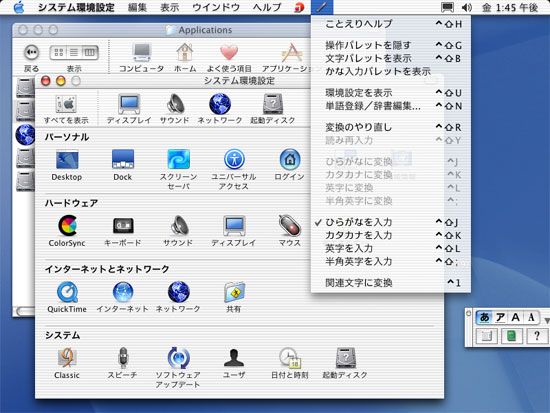 システム環境設定 編集 表示 ウインドウ ヘルプ 金 1:45 午後
Applications
戻る 表示 コンピュータ ホーム よく使う項目 アプリケーション
システム環境設定
すべてを表示 ディスプレイ サウンド ネットワーク 起動ディスク
パーソナル
Desktop Dock スクリーン セーバ ユニバーサル アクセス ログイン
ハードウェア
ColorSync キーボード サウンド ディスプレイ マウス
インターネットとネットワーク
QuickTime インターネット ネットワーク 共有
システム
Classic スピーチ ソフトウェア アップデート ユーザ 日付と時刻 起動ディスク
18
ことえりヘルプ ^⇧H
操作パレットを隠す ^⇧G
文字パレットを表示 ^⇧B
かな入力パレットを表示
環境設定を表示 ^⇧U
単語登録／辞書編集... ^⇧N
変換のやり直し ^⇧R
読み再入力 ^⇧Y
ひらがなに変換 ^J
カタカナに変換 ^K
英字に変換 ^L
半角英字に変換 ^;
✓ ひらがなを入力 ^⇧J
カタカナを入力 ^⇧K
英字を入力 ^⇧L
半角英字を入力 ^⇧;
関連文字に変換 ^1
あ ア A A
?